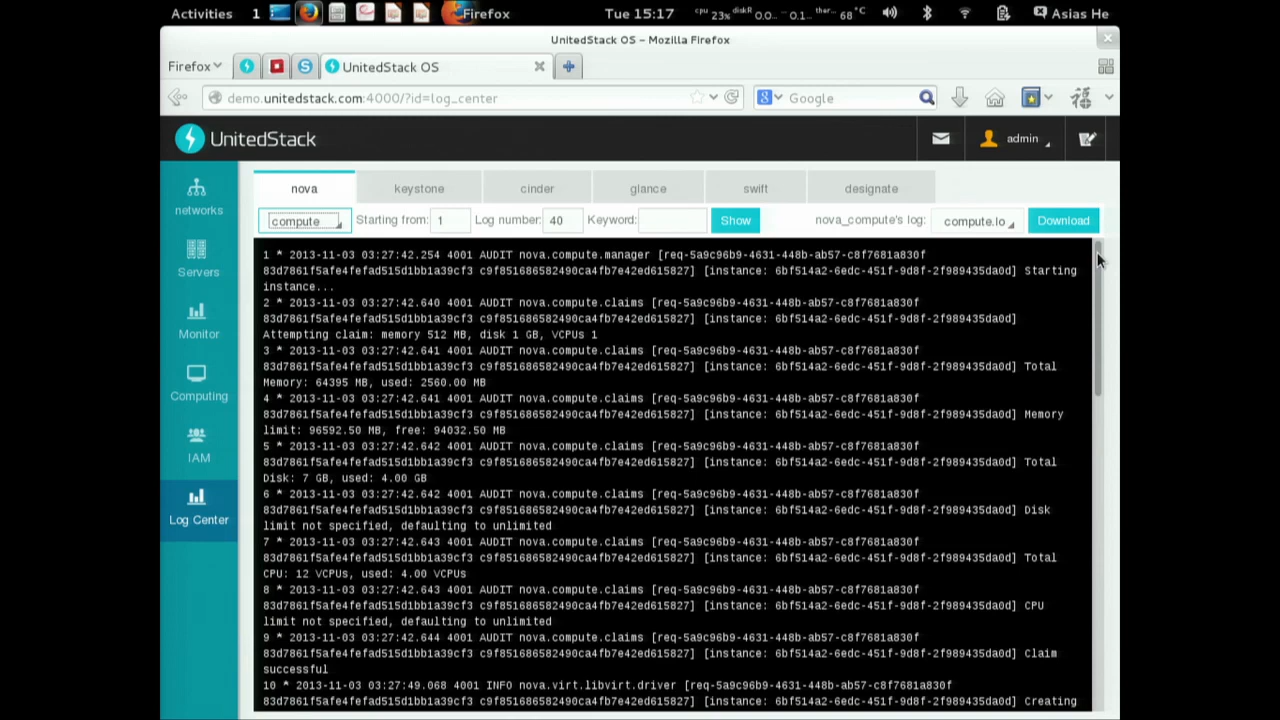 Activities 1 Firefox Tue 15:17 cpu 23% diskR 0.0... -0.1... ther... 68 °C Asias He
UnitedStack OS - Mozilla Firefox
Firefox UnitedStack OS
demo.unitedstack.com:4000/?id=log_center Google 福
UnitedStack admin
nova keystone cinder glance swift designate
compute Starting from: 1 Log number: 40 Keyword: Show nova_compute's log: compute.lo Download
networks
Servers
Monitor
Computing
IAM
Log Center
1 * 2013-11-03 03:27:42.254 4001 AUDIT nova.compute.manager [req-5a9c96b9-4631-448b-ab57-c8f7681a830f
83d7861f5afe4fefad515d1bb1a39cf3 c9f851686582490ca4fb7e42ed615827] [instance: 6bf514a2-6edc-451f-9d8f-2f989435da0d] Starting
instance...
2 * 2013-11-03 03:27:42.640 4001 AUDIT nova.compute.claims [req-5a9c96b9-4631-448b-ab57-c8f7681a830f
83d7861f5afe4fefad515d1bb1a39cf3 c9f851686582490ca4fb7e42ed615827] [instance: 6bf514a2-6edc-451f-9d8f-2f989435da0d]
Attempting claim: memory 512 MB, disk 1 GB, VCPUs 1
3 * 2013-11-03 03:27:42.641 4001 AUDIT nova.compute.claims [req-5a9c96b9-4631-448b-ab57-c8f7681a830f
83d7861f5afe4fefad515d1bb1a39cf3 c9f851686582490ca4fb7e42ed615827] [instance: 6bf514a2-6edc-451f-9d8f-2f989435da0d] Total
Memory: 64395 MB, used: 2560.00 MB
4 * 2013-11-03 03:27:42.641 4001 AUDIT nova.compute.claims [req-5a9c96b9-4631-448b-ab57-c8f7681a830f
83d7861f5afe4fefad515d1bb1a39cf3 c9f851686582490ca4fb7e42ed615827] [instance: 6bf514a2-6edc-451f-9d8f-2f989435da0d] Memory
limit: 96592.50 MB, free: 94032.50 MB
5 * 2013-11-03 03:27:42.642 4001 AUDIT nova.compute.claims [req-5a9c96b9-4631-448b-ab57-c8f7681a830f
83d7861f5afe4fefad515d1bb1a39cf3 c9f851686582490ca4fb7e42ed615827] [instance: 6bf514a2-6edc-451f-9d8f-2f989435da0d] Total
Disk: 7 GB, used: 4.00 GB
6 * 2013-11-03 03:27:42.642 4001 AUDIT nova.compute.claims [req-5a9c96b9-4631-448b-ab57-c8f7681a830f
83d7861f5afe4fefad515d1bb1a39cf3 c9f851686582490ca4fb7e42ed615827] [instance: 6bf514a2-6edc-451f-9d8f-2f989435da0d] Disk
limit not specified, defaulting to unlimited
7 * 2013-11-03 03:27:42.643 4001 AUDIT nova.compute.claims [req-5a9c96b9-4631-448b-ab57-c8f7681a830f
83d7861f5afe4fefad515d1bb1a39cf3 c9f851686582490ca4fb7e42ed615827] [instance: 6bf514a2-6edc-451f-9d8f-2f989435da0d] Total
CPU: 12 VCPUs, used: 4.00 VCPUs
8 * 2013-11-03 03:27:42.643 4001 AUDIT nova.compute.claims [req-5a9c96b9-4631-448b-ab57-c8f7681a830f
83d7861f5afe4fefad515d1bb1a39cf3 c9f851686582490ca4fb7e42ed615827] [instance: 6bf514a2-6edc-451f-9d8f-2f989435da0d] CPU
limit not specified, defaulting to unlimited
9 * 2013-11-03 03:27:42.644 4001 AUDIT nova.compute.claims [req-5a9c96b9-4631-448b-ab57-c8f7681a830f
83d7861f5afe4fefad515d1bb1a39cf3 c9f851686582490ca4fb7e42ed615827] [instance: 6bf514a2-6edc-451f-9d8f-2f989435da0d] Claim
successful
10 * 2013-11-03 03:27:49.068 4001 INFO nova.virt.libvirt.driver [req-5a9c96b9-4631-448b-ab57-c8f7681a830f
83d7861f5afe4fefad515d1bb1a39cf3 c9f851686582490ca4fb7e42ed615827] [instance: 6bf514a2-6edc-451f-9d8f-2f989435da0d] Creating